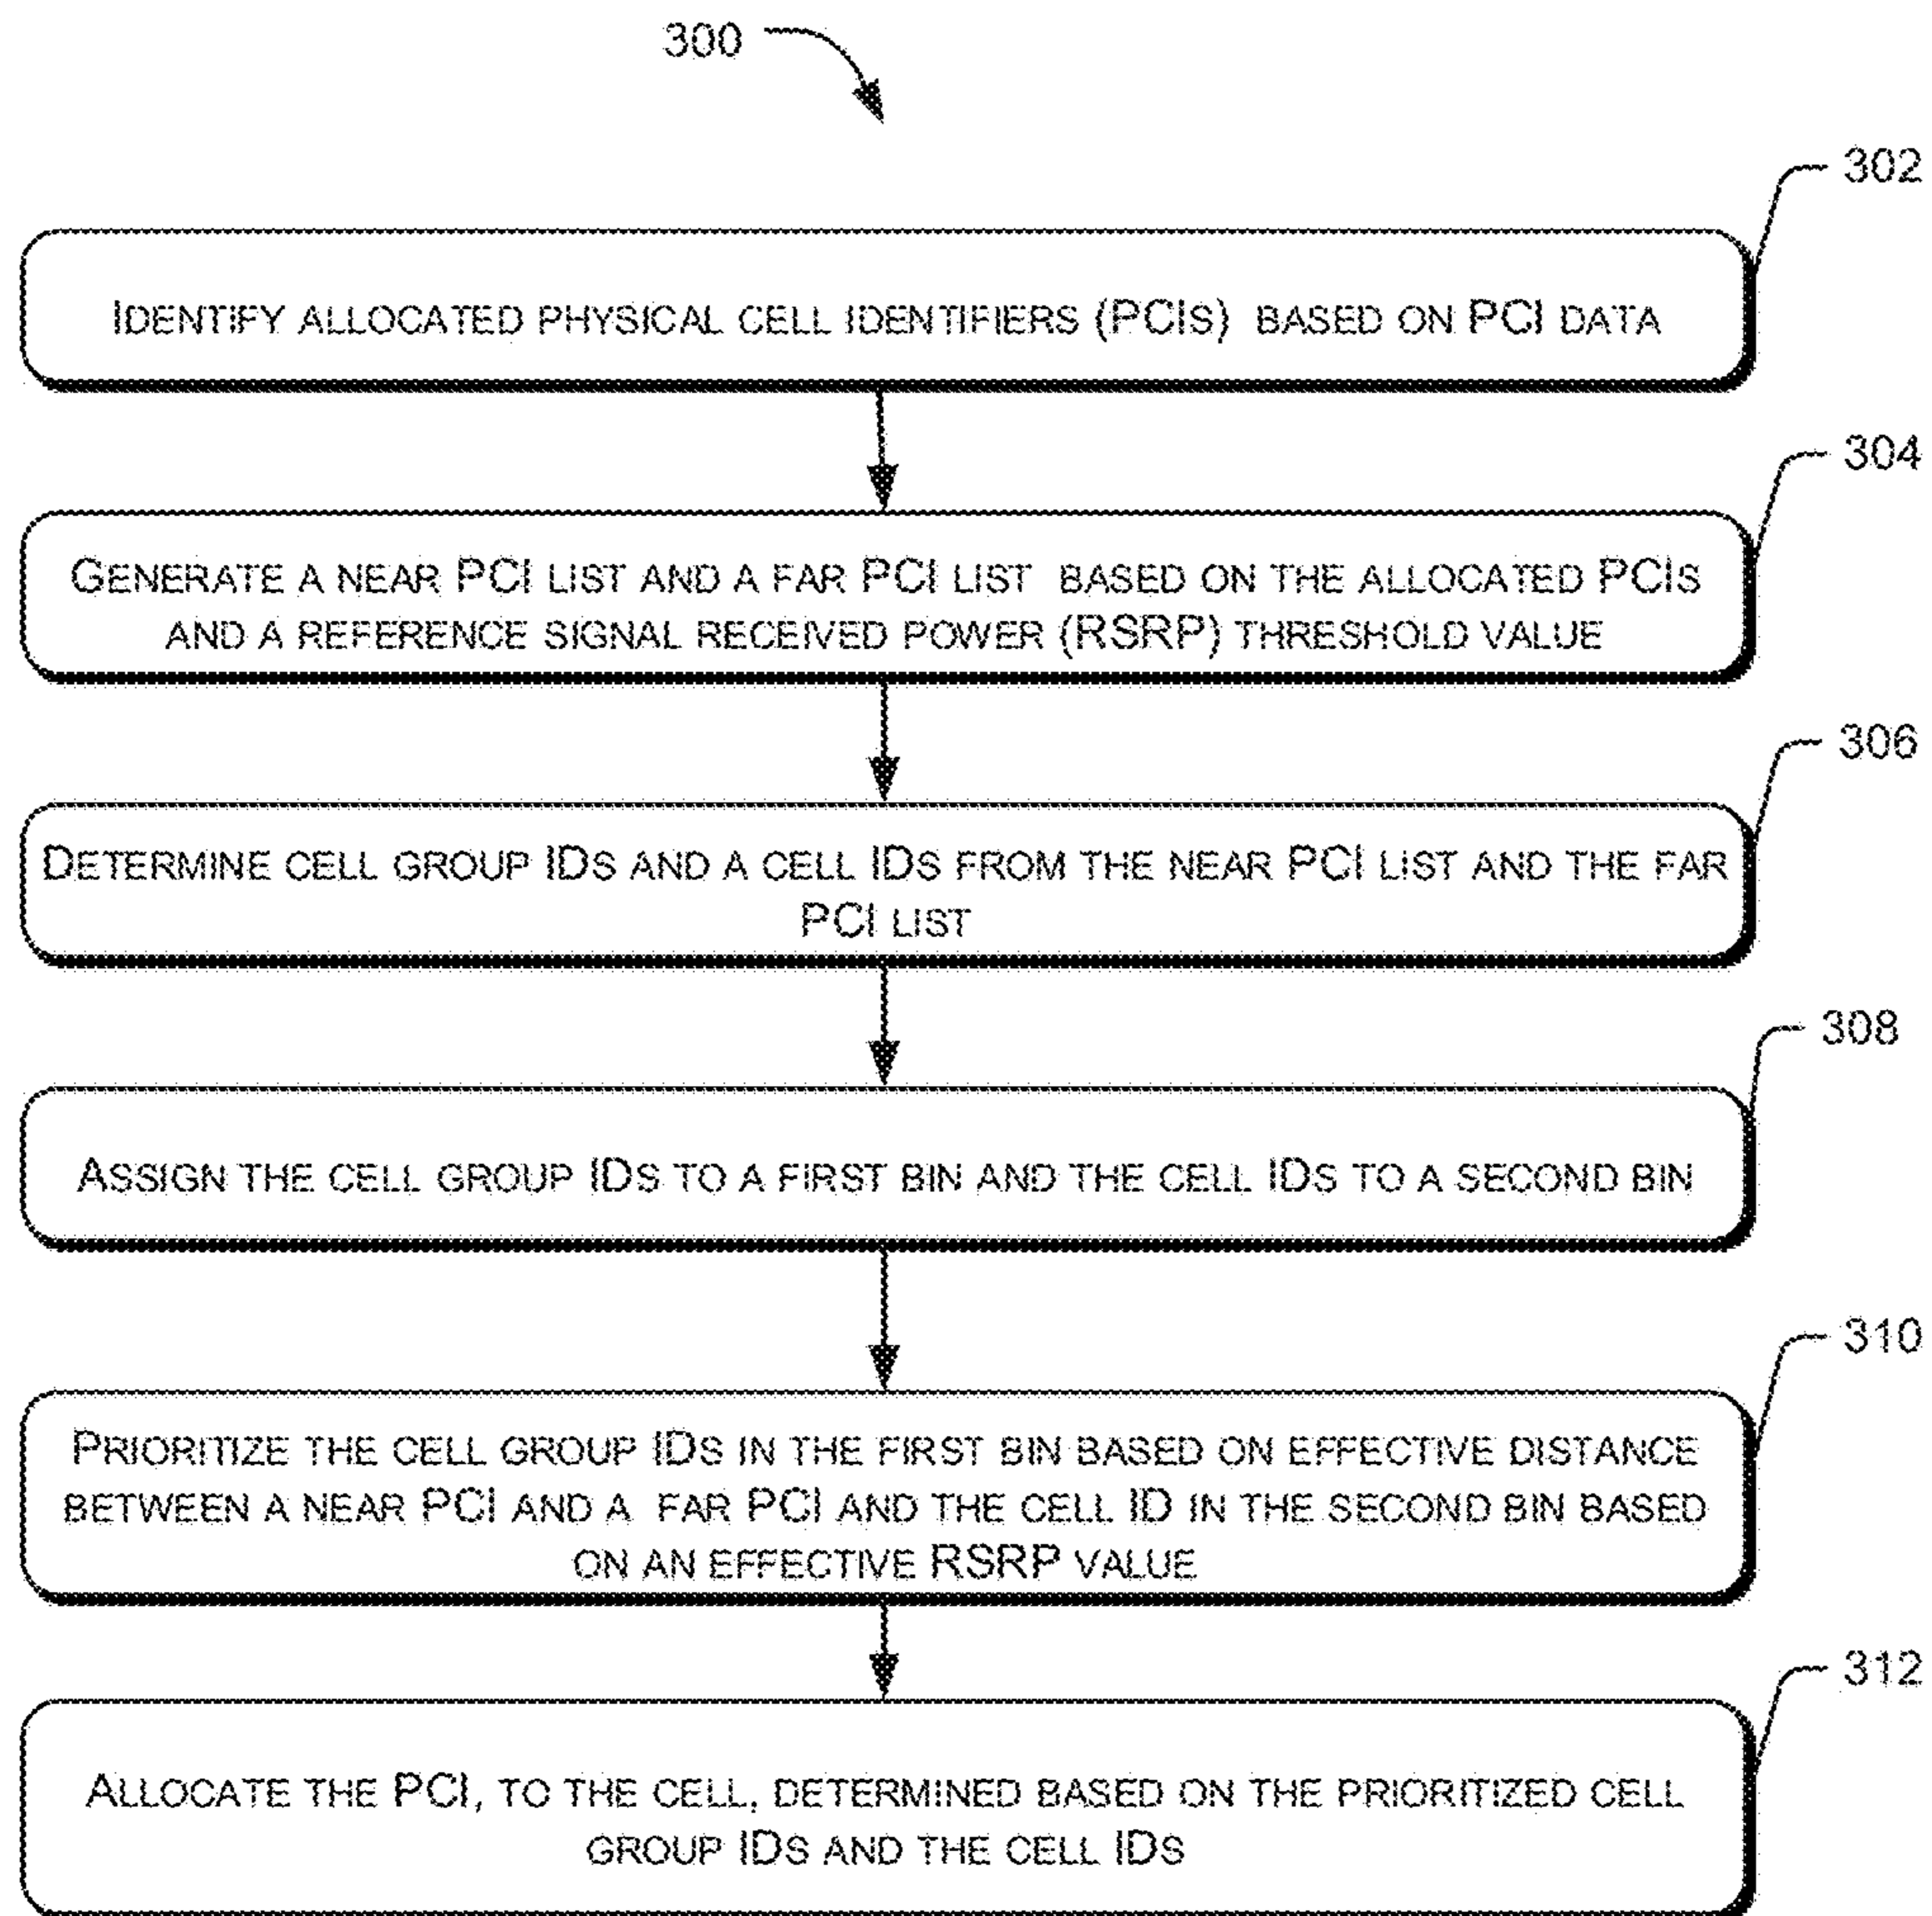 300
302
IDENTIFY ALLOCATED PHYSICAL CELL IDENTIFIERS (PCIS) BASED ON PCI DATA
304
GENERATE A NEAR PCI LIST AND A FAR PCI LIST BASED ON THE ALLOCATED PCIS
AND A REFERENCE SIGNAL RECEIVED POWER (RSRP) THRESHOLD VALUE
306
DETERMINE CELL GROUP IDS AND A CELL IDS FROM THE NEAR PCI LIST AND THE FAR
PCI LIST
308
ASSIGN THE CELL GROUP IDS TO A FIRST BIN AND THE CELL IDS TO A SECOND BIN
310
PRIORITIZE THE CELL GROUP IDS IN THE FIRST BIN BASED ON EFFECTIVE DISTANCE
BETWEEN A NEAR PCI AND A FAR PCI AND THE CELL ID IN THE SECOND BIN BASED
ON AN EFFECTIVE RSRP VALUE
312
ALLOCATE THE PCI, TO THE CELL, DETERMINED BASED ON THE PRIORITIZED CELL
GROUP IDS AND THE CELL IDS